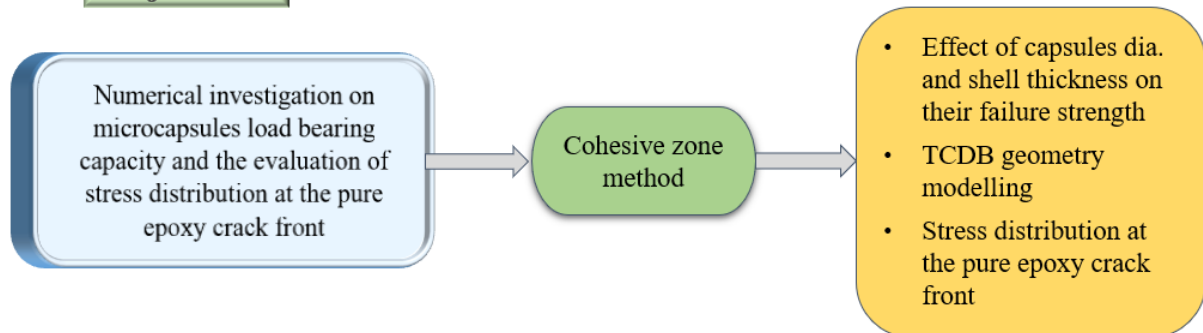 Numerical investigation on
microcapsules load bearing
capacity and the evaluation of
stress distribution at the pure
epoxy crack front
Cohesive zone
method
• Effect of capsules dia.
and shell thickness on
their failure strength
• TCDB geometry
modelling
• Stress distribution at
the pure epoxy crack
front